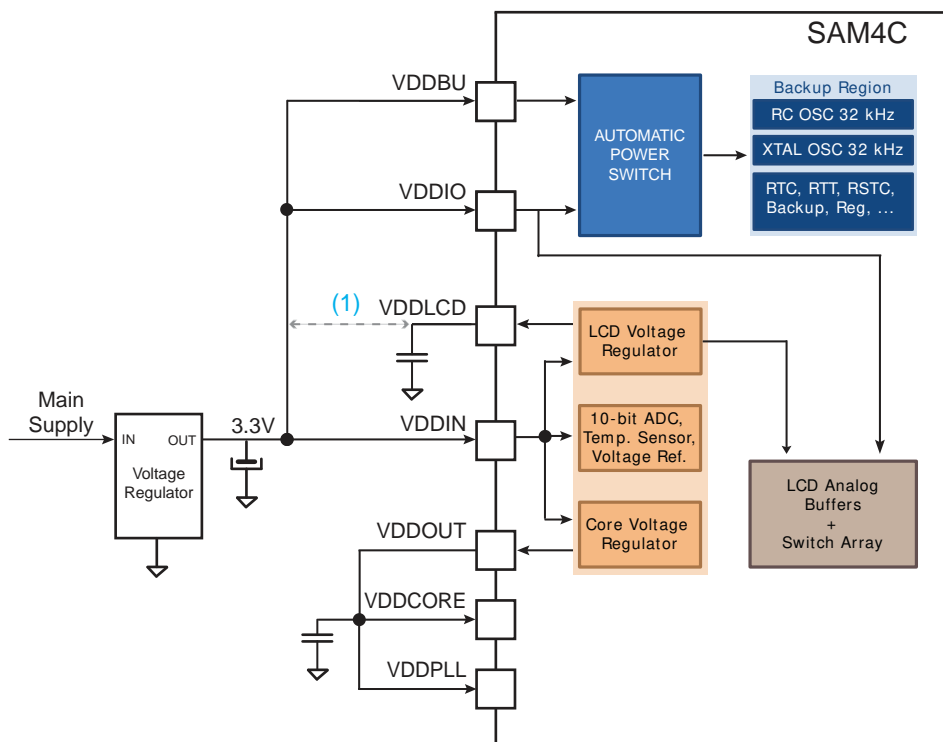 SAM4C
VDDBU
Backup Region
RC OSC 32 kHz
AUTOMATIC
POWER
SWITCH
XTAL OSC 32 kHz
RTC, RTT, RSTC,
Backup, Reg, ...
VDDIO
(1)
VDDLCD
LCD Voltage
Regulator
Main
Supply
3.3V
VDDIN
10-bit ADC,
Temp. Sensor,
Voltage Ref.
IN
OUT
Voltage
Regulator
LCD Analog
Buffers
+
Switch Array
VDDOUT
Core Voltage
Regulator
VDDCORE
VDDPLL